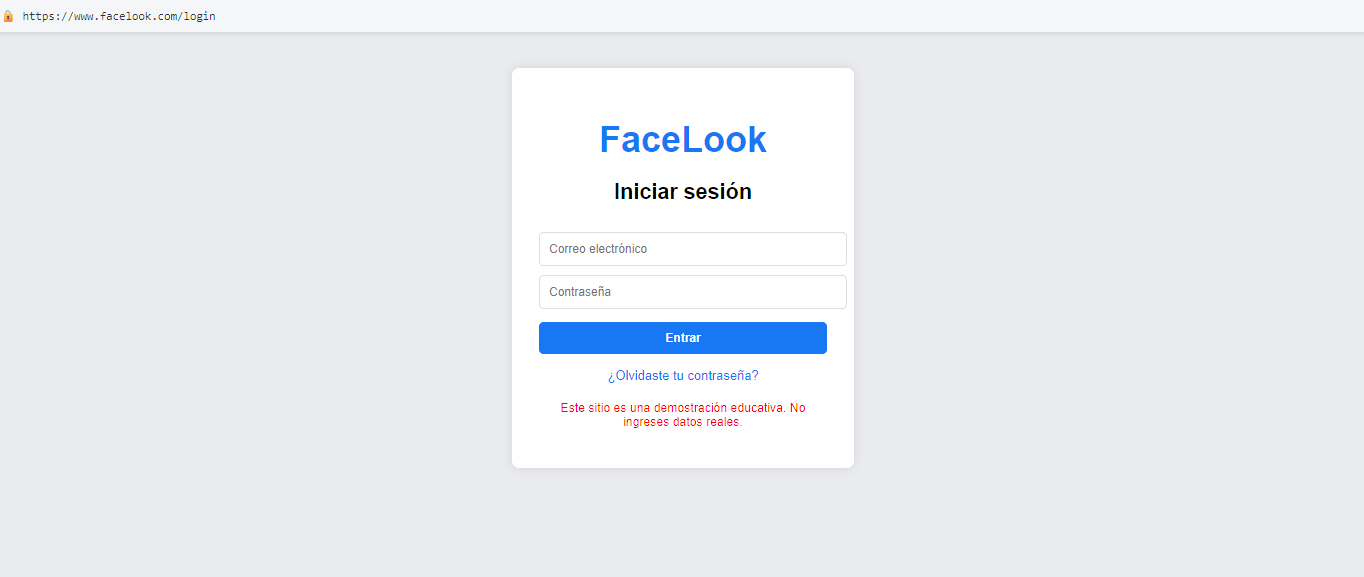 https://www.facelook.com/login
FaceLook
Iniciar sesión
Correo electrónico
Contraseña
Entrar
¿Olvidaste tu contraseña?
Este sitio es una demostración educativa. No
ingreses datos reales.